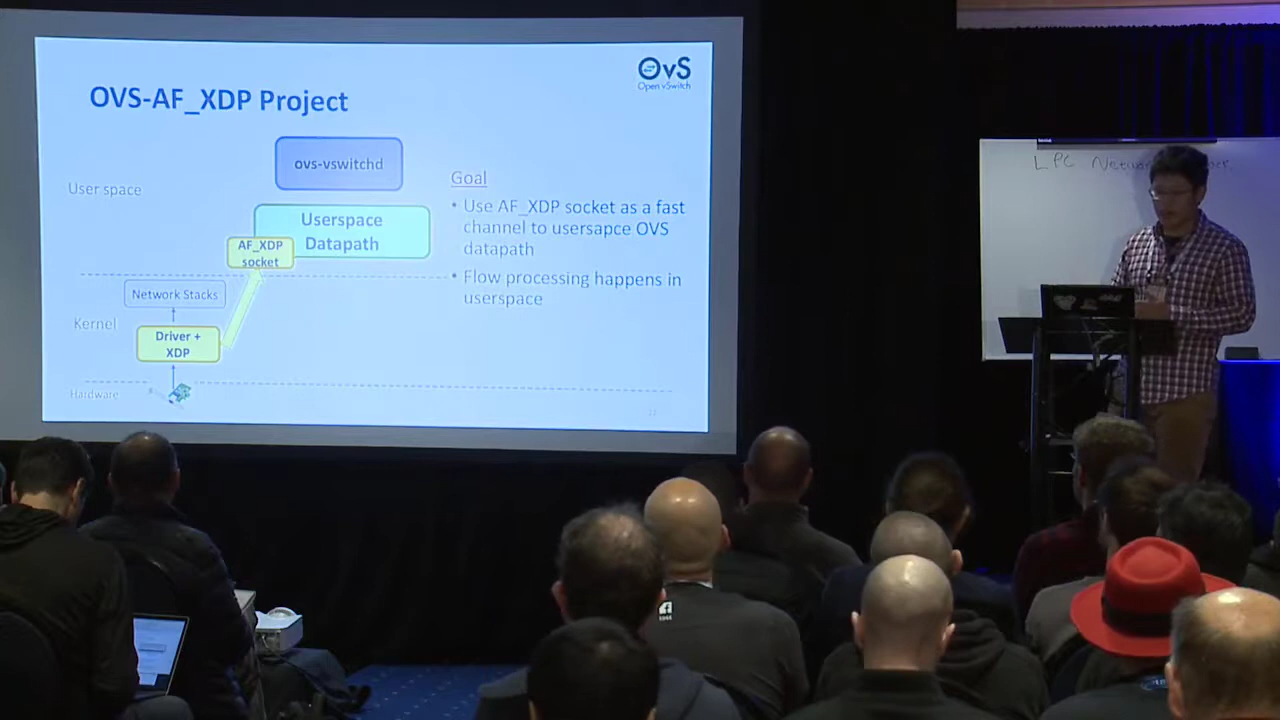 OVS-AF_XDP Project
OvS
Open vSwitch
ovs-vswitchd
User space
Userspace
Datapath
AF_XDP
socket
Network Stacks
Kernel
Driver +
XDP
Hardware
Goal
• Use AF_XDP socket as a fast
channel to usersapce OVS
datapath
• Flow processing happens in
userspace
LPC